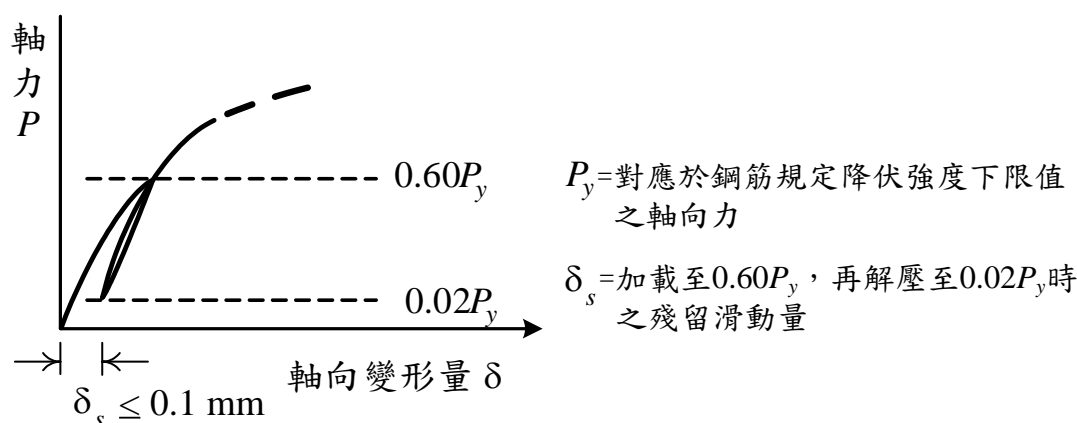 軸
力
P
0.60Py
0.02Py
軸向變形量 δ
δs ≤ 0.1 mm
Py=對應於鋼筋規定降伏強度下限值
之軸向力
δs=加載至0.60Py，再解壓至0.02Py時
之殘留滑動量